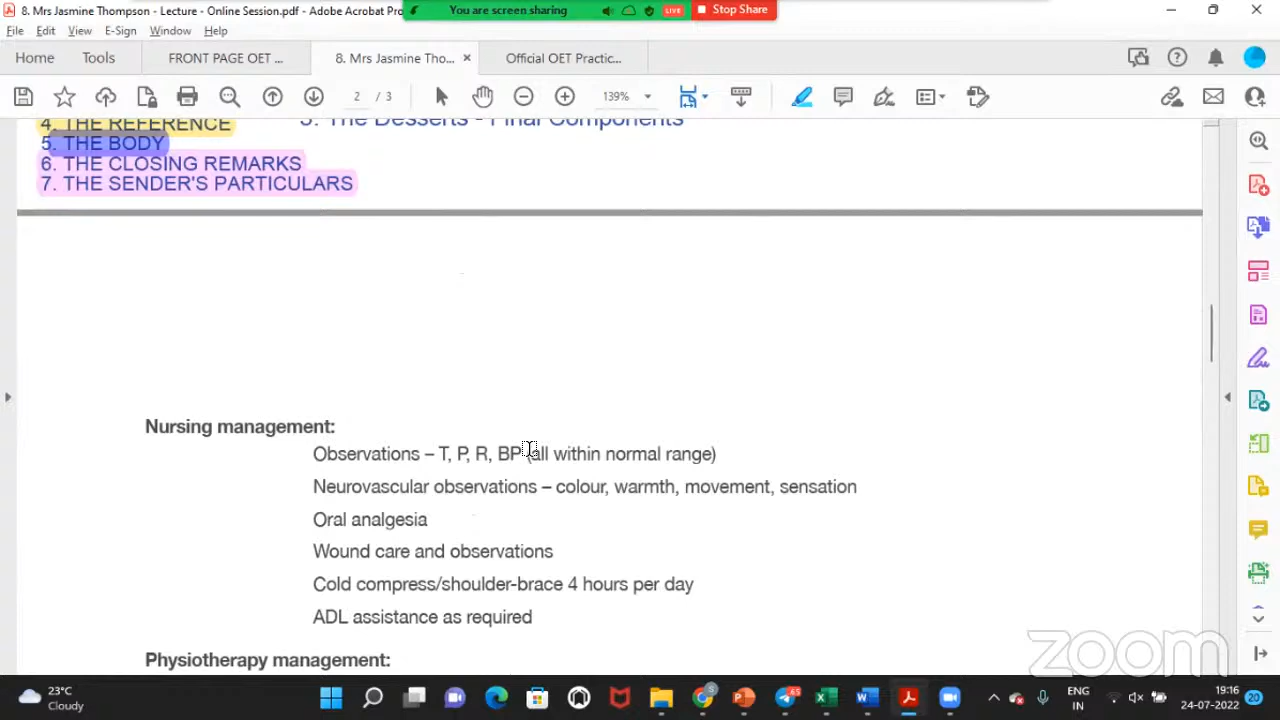 8. Mrs Jasmine Thompson - Lecture - Online Session.pdf - Adobe Acrobat Pro
You are screen sharing
LIVE
Stop Share
File Edit View E-Sign Window Help
Home Tools FRONT PAGE OET ... 8. Mrs Jasmine Tho... × Official OET Practic...
2 / 3 139%
4. THE REFERENCE
3. The Desserts - Final Components
5. THE BODY
6. THE CLOSING REMARKS
7. THE SENDER'S PARTICULARS
Nursing management:
Observations – T, P, R, BP (all within normal range)
Neurovascular observations – colour, warmth, movement, sensation
Oral analgesia
Wound care and observations
Cold compress/shoulder-brace 4 hours per day
ADL assistance as required
Physiotherapy management:
zoom
23°C
Cloudy
65
ENG
IN
19:16
24-07-2022
20